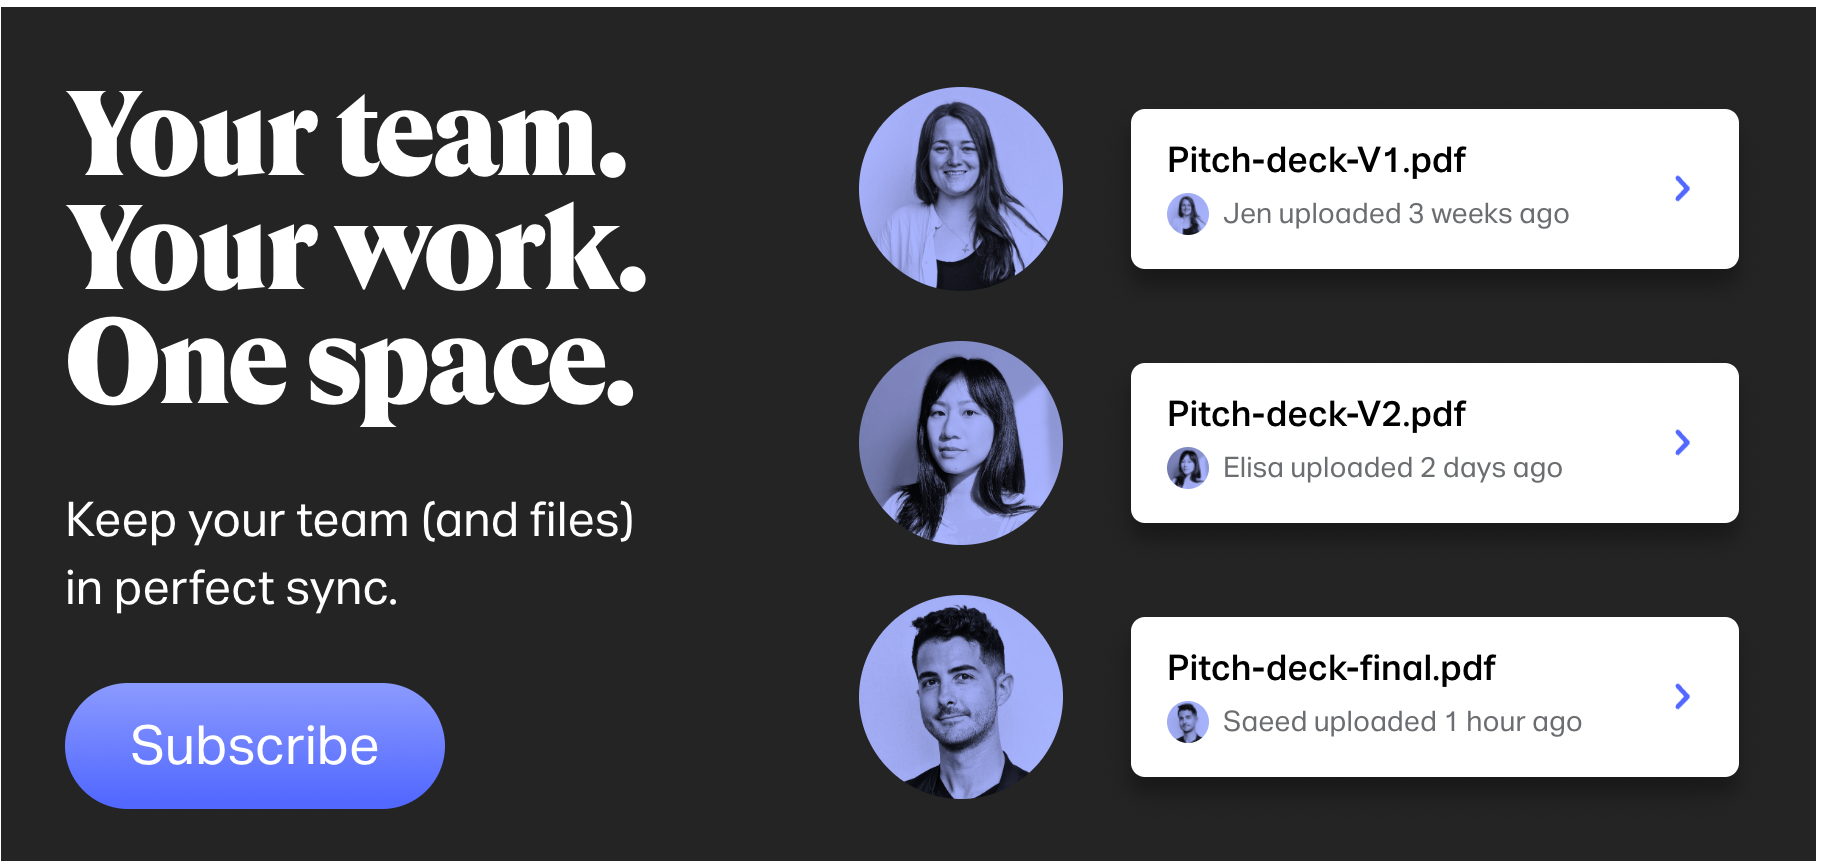 Your team.
Your work.
One space.
Keep your team (and files)
in perfect sync.
Subscribe
Pitch-deck-V1.pdf
Jen uploaded 3 weeks ago
Pitch-deck-V2.pdf
Elisa uploaded 2 days ago
Pitch-deck-final.pdf
Saeed uploaded 1 hour ago